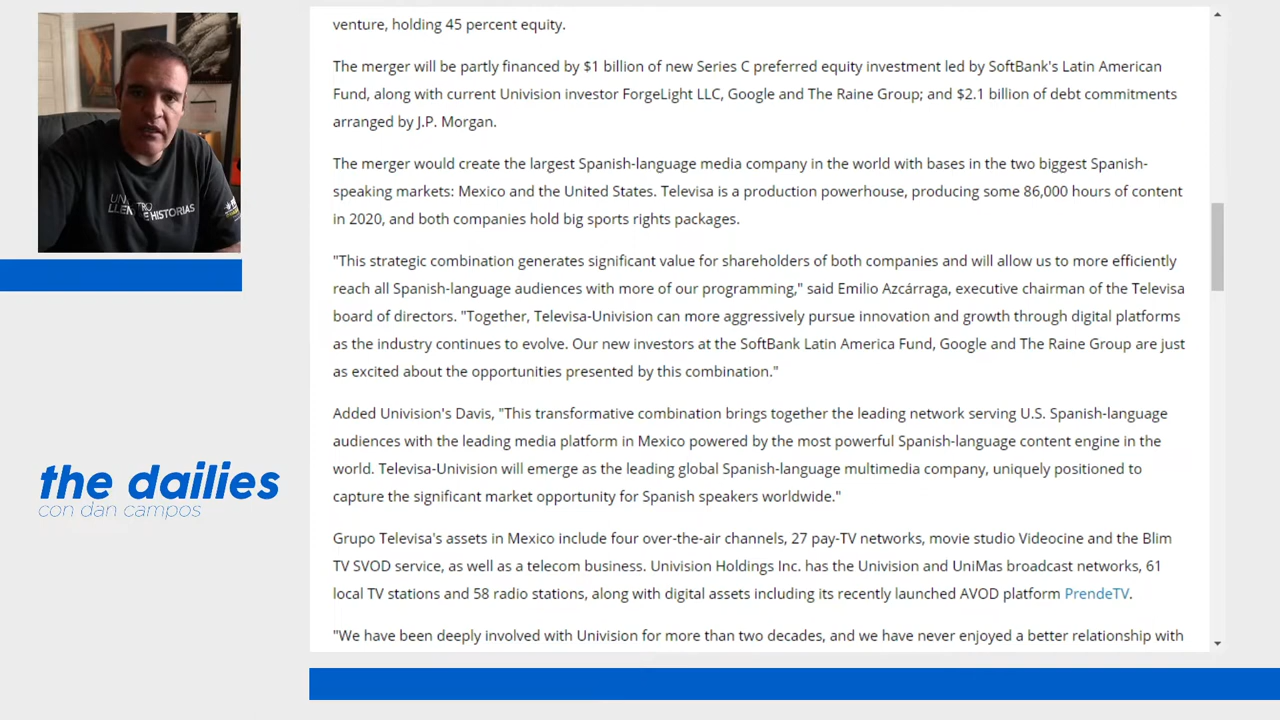 venture, holding 45 percent equity.
The merger will be partly financed by $1 billion of new Series C preferred equity investment led by SoftBank's Latin American
Fund, along with current Univision investor ForgeLight LLC, Google and The Raine Group; and $2.1 billion of debt commitments
arranged by J.P. Morgan.
The merger would create the largest Spanish-language media company in the world with bases in the two biggest Spanish-
speaking markets: Mexico and the United States. Televisa is a production powerhouse, producing some 86,000 hours of content
in 2020, and both companies hold big sports rights packages.
"This strategic combination generates significant value for shareholders of both companies and will allow us to more efficiently
reach all Spanish-language audiences with more of our programming," said Emilio Azcárraga, executive chairman of the Televisa
board of directors. "Together, Televisa-Univision can more aggressively pursue innovation and growth through digital platforms
as the industry continues to evolve. Our new investors at the SoftBank Latin America Fund, Google and The Raine Group are just
as excited about the opportunities presented by this combination."
Added Univision's Davis, "This transformative combination brings together the leading network serving U.S. Spanish-language
audiences with the leading media platform in Mexico powered by the most powerful Spanish-language content engine in the
world. Televisa-Univision will emerge as the leading global Spanish-language multimedia company, uniquely positioned to
capture the significant market opportunity for Spanish speakers worldwide."
Grupo Televisa's assets in Mexico include four over-the-air channels, 27 pay-TV networks, movie studio Videocine and the Blim
TV SVOD service, as well as a telecom business. Univision Holdings Inc. has the Univision and UniMas broadcast networks, 61
local TV stations and 58 radio stations, along with digital assets including its recently launched AVOD platform PrendeTV.
"We have been deeply involved with Univision for more than two decades, and we have never enjoyed a better relationship with
HISTORIAS
the dailies
con dan campos